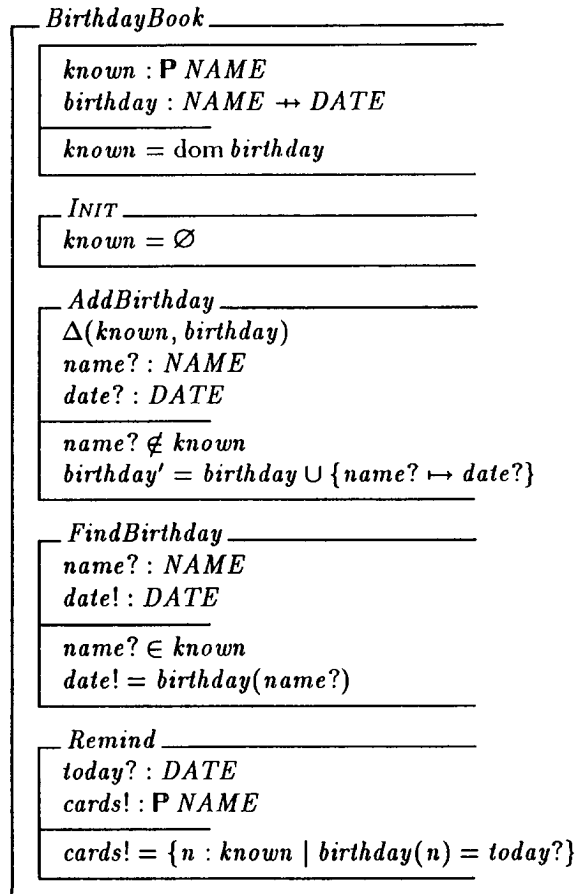 BirthdayBook
known : ℙ NAME
birthday : NAME ⇸ DATE
known = dom birthday
INIT
known = ∅
AddBirthday
Δ(known, birthday)
name? : NAME
date? : DATE
name? ∉ known
birthday′ = birthday ∪ {name? ↦ date?}
FindBirthday
name? : NAME
date! : DATE
name? ∈ known
date! = birthday(name?)
Remind
today? : DATE
cards! : ℙ NAME
cards! = {n : known | birthday(n) = today?}